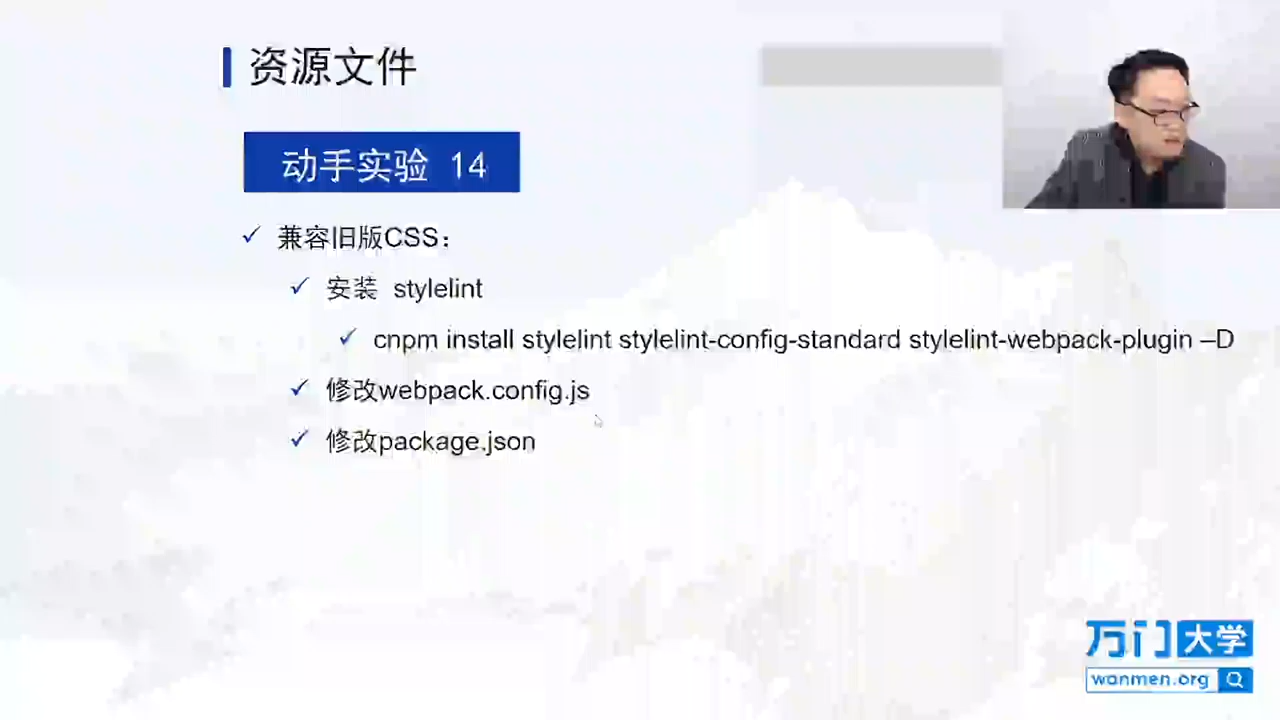 资源文件
动手实验 14
兼容旧版CSS：
安装 stylelint
cnpm install stylelint stylelint-config-standard stylelint-webpack-plugin –D
修改webpack.config.js
修改package.json
万门大学
wanmen.org